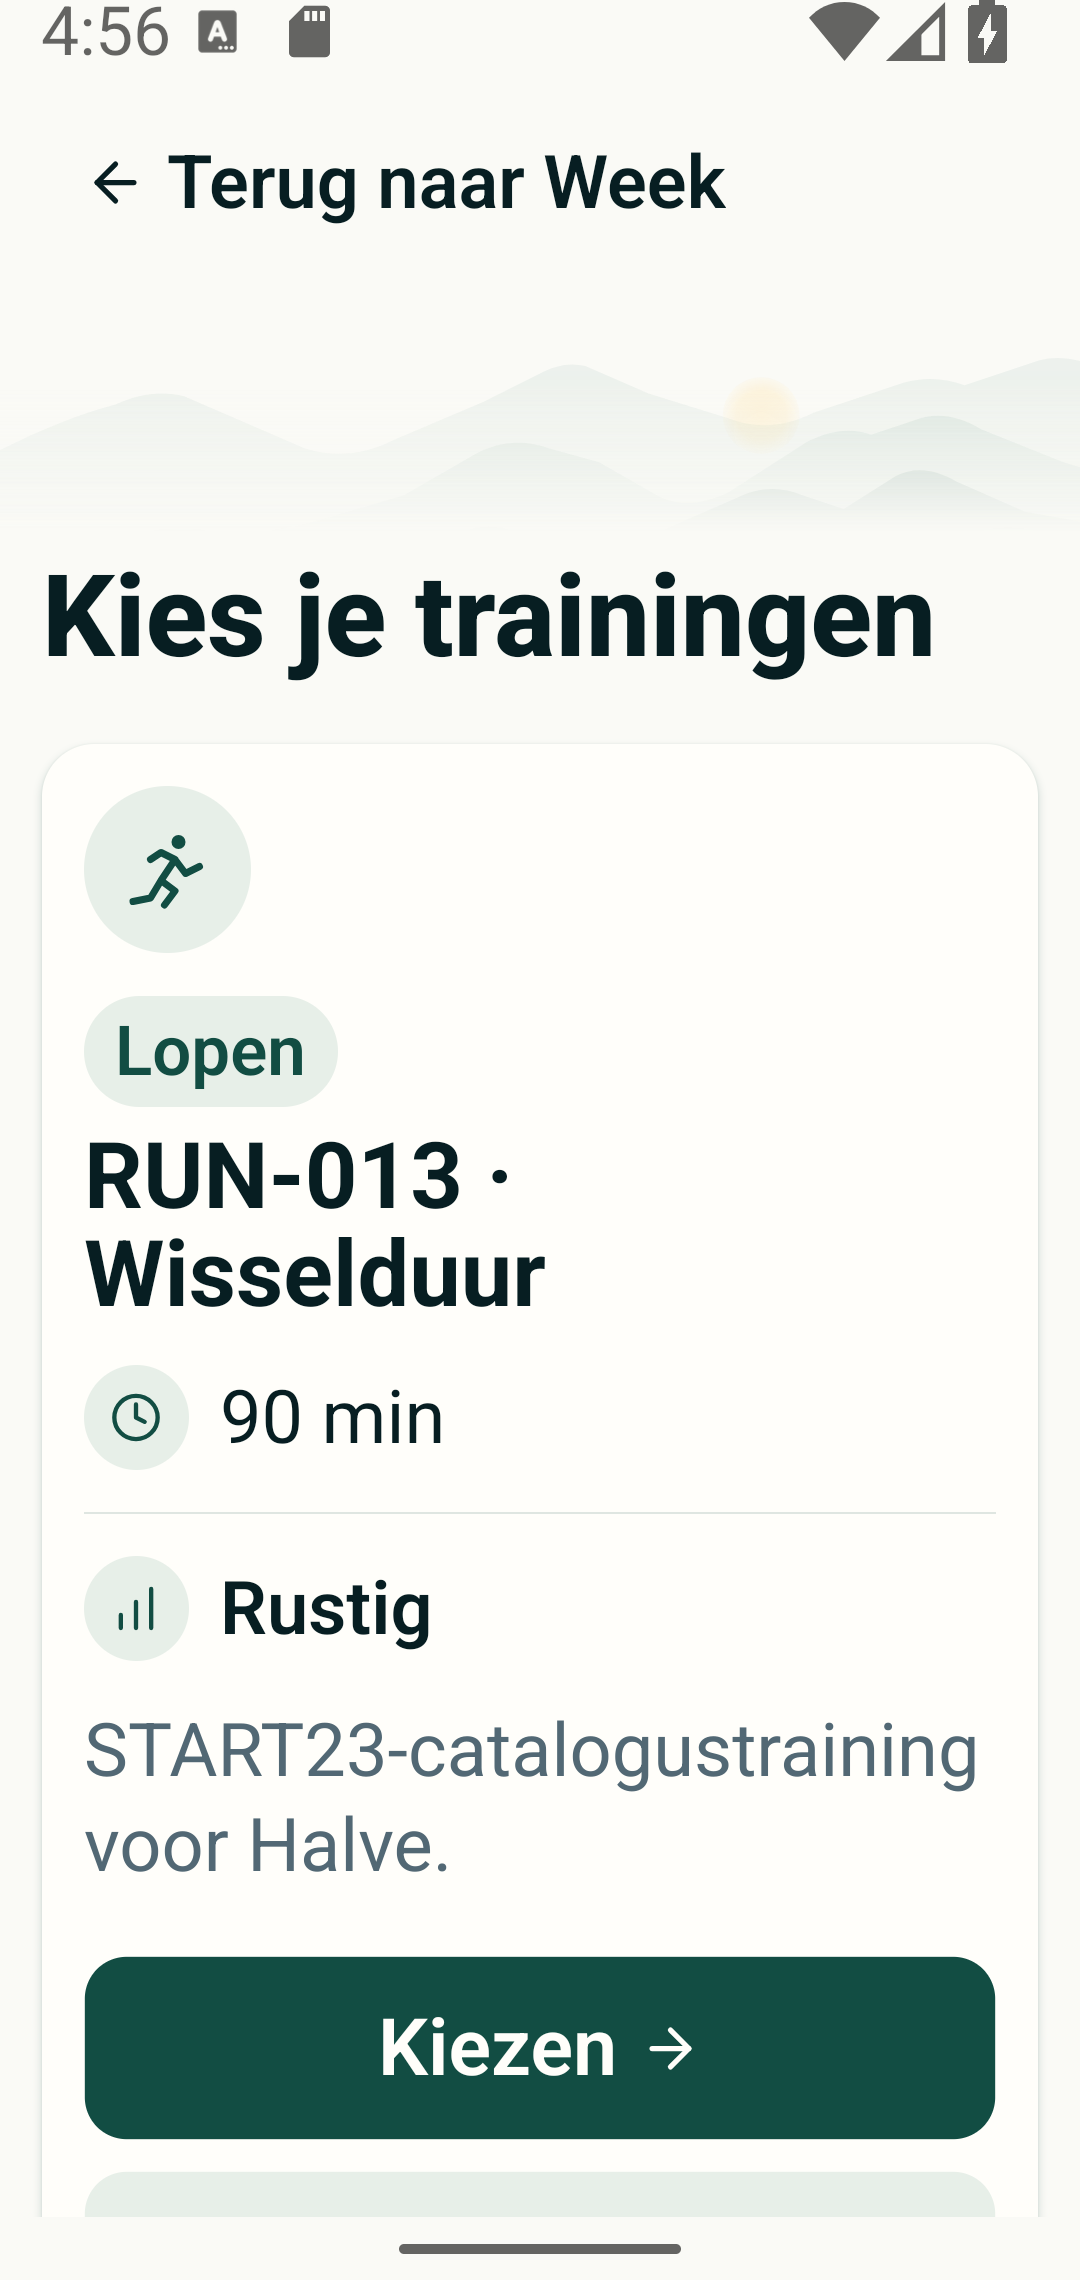 4:56
Terug naar Week
Kies je trainingen
Lopen
RUN-013 ·
Wisselduur
90 min
Rustig
START23-catalogustraining
voor Halve.
Kiezen